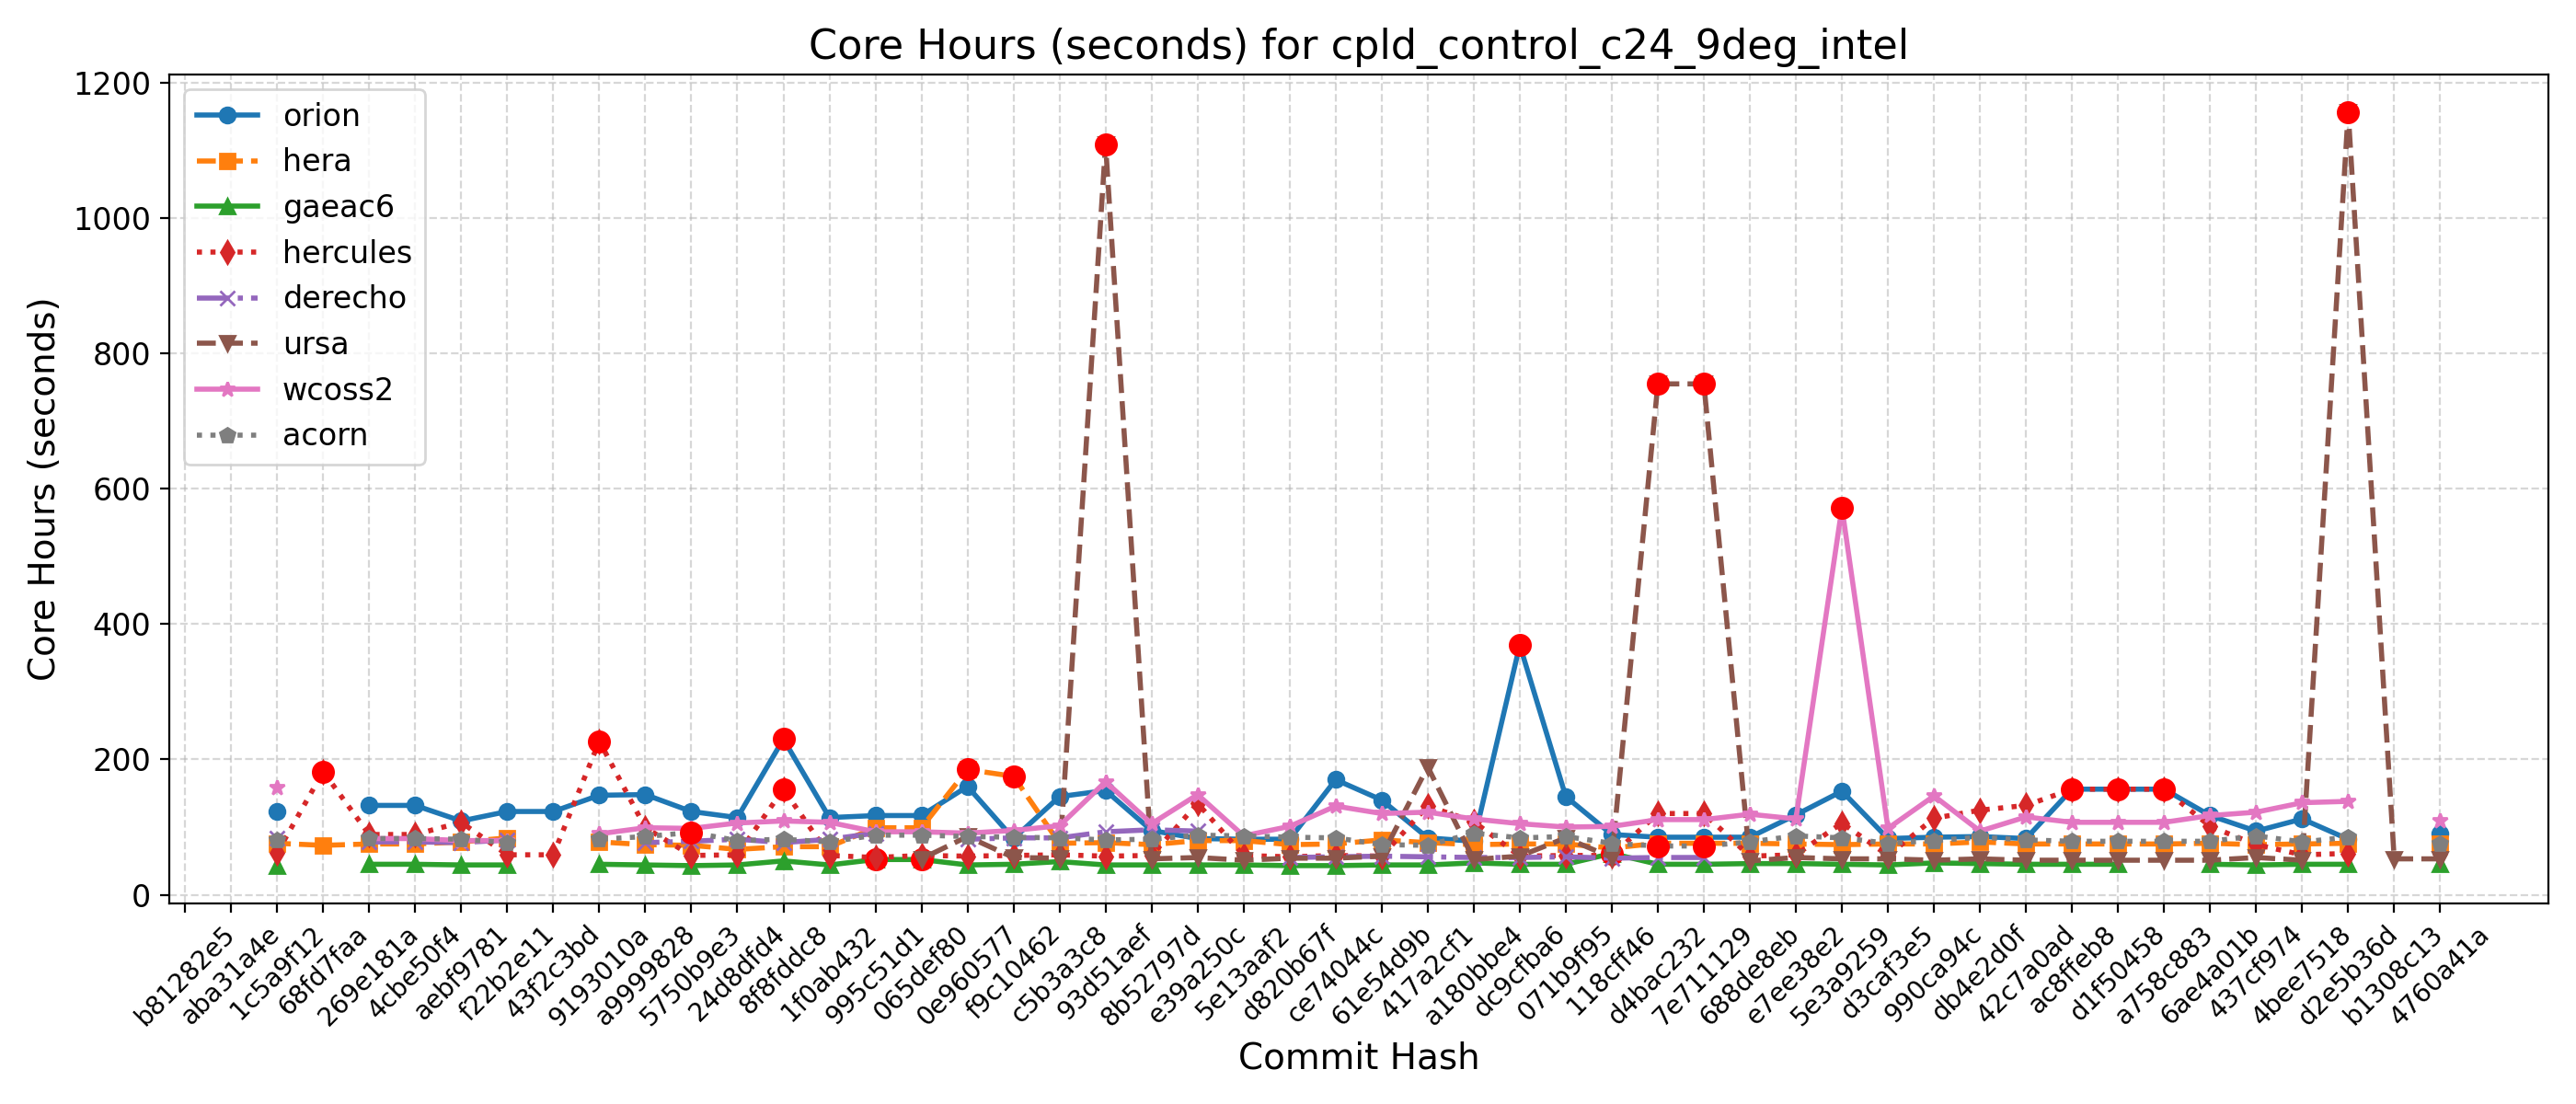 Core Hours (seconds) for cpld_control_c24_9deg_intel
Core Hours (seconds)
1200
1000
800
600
400
200
0
orion
hera
gaeac6
hercules
derecho
ursa
wcoss2
acorn
b81282e5
aba31a4e
1c5a9f12
68fd7faa
269e181a
4cbe50f4
aebf9781
f22b2e11
43f2c3bd
9193010a
a9999828
5750b9e3
24d8dfd4
8f8fddc8
1f0ab432
995c51d1
065def80
0e960577
f9c10462
c5b3a3c8
93d51aef
8b52797d
e39a250c
5e13aaf2
d820b67f
ce74044c
61e54d9b
417a2cf1
a180bbe4
dc9cfba6
071b9f95
118cff46
d4bac232
7e711129
688de8eb
e7ee38e2
5e3a9259
d3caf3e5
990ca94c
db4e2d0f
42c7a0ad
ac8ffeb8
d1f50458
a758c883
6ae4a01b
437cf974
4bee7518
d2e5b36d
b1308c13
4760a41a
Commit Hash